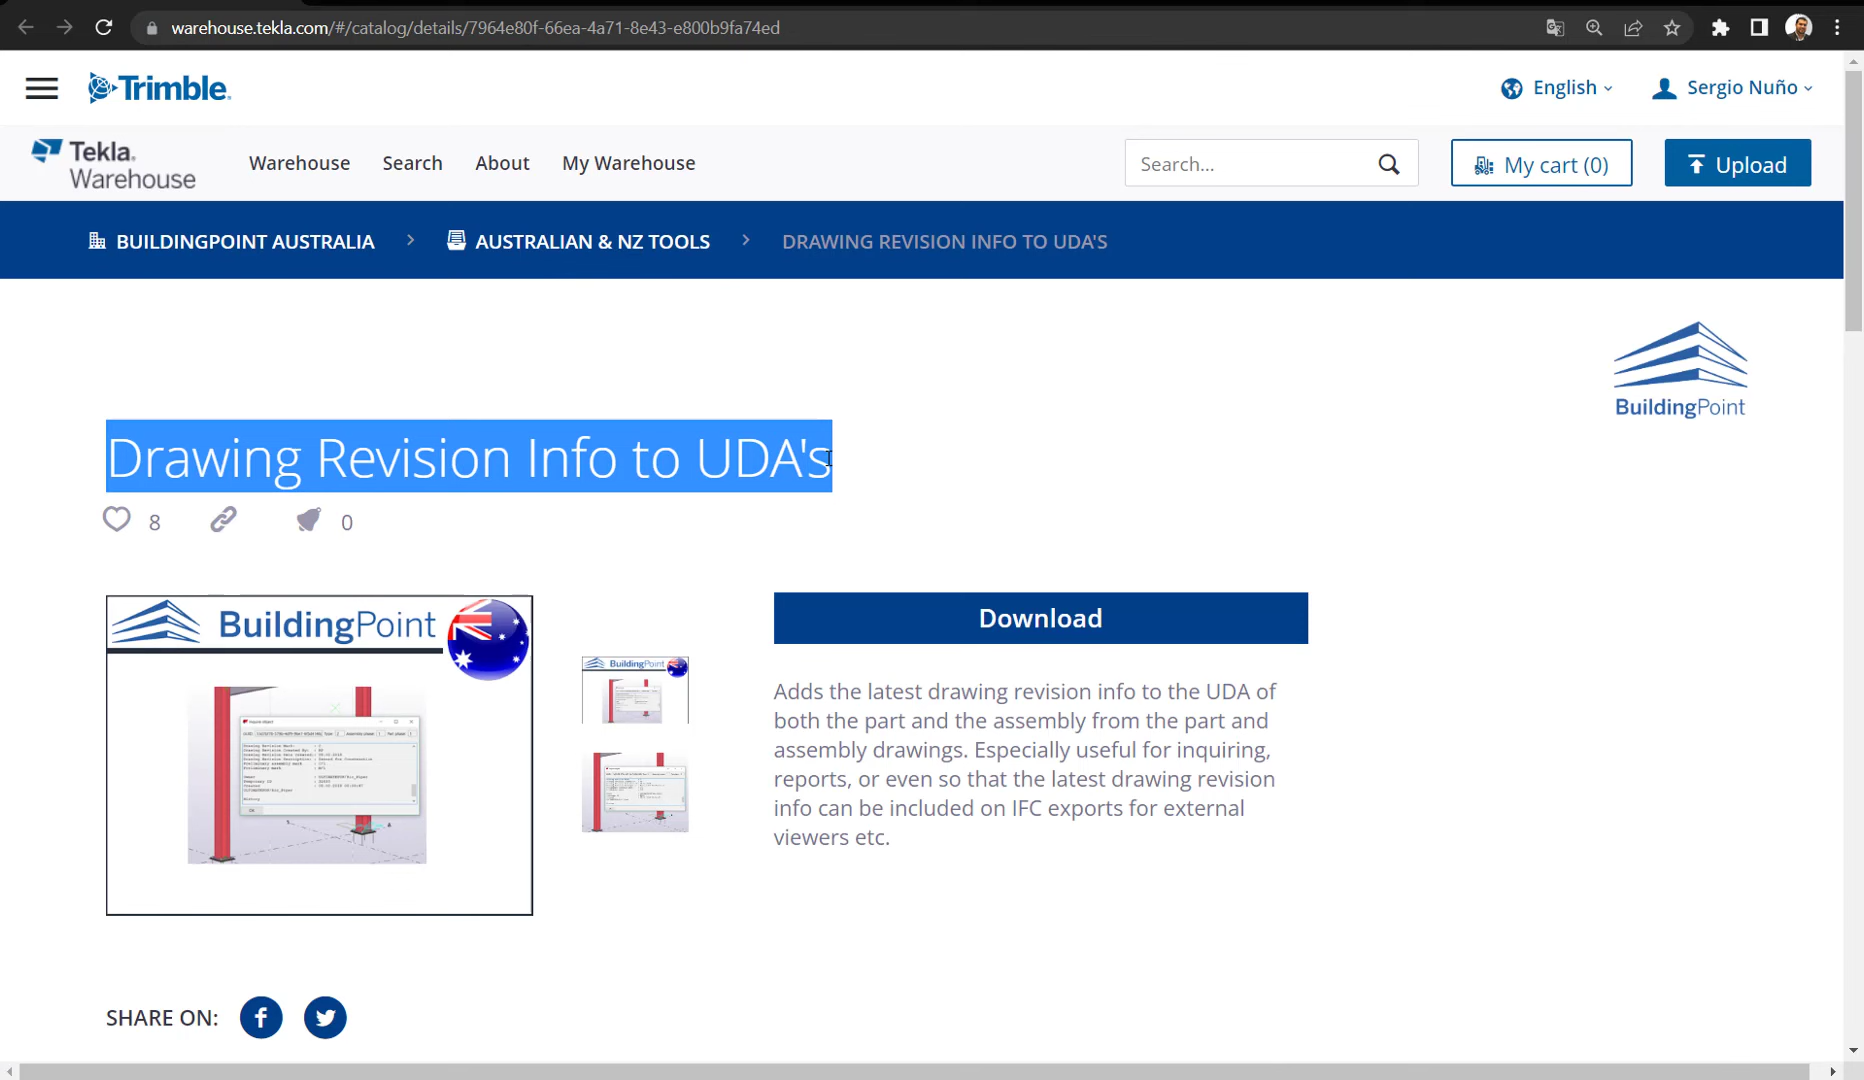 warehouse.tekla.com/#/catalog/details/7964e80f-66ea-4a71-8e43-e800b9fa74ed
Trimble
English
Sergio Nuño
Tekla
Warehouse
Warehouse
Search
About
My Warehouse
Search...
My cart (0)
Upload
BUILDINGPOINT AUSTRALIA
AUSTRALIAN & NZ TOOLS
DRAWING REVISION INFO TO UDA'S
BuildingPoint
Drawing Revision Info to UDA's
8
0
BuildingPoint
BuildingPoint
Download
Adds the latest drawing revision info to the UDA of
both the part and the assembly from the part and
assembly drawings. Especially useful for inquiring,
reports, or even so that the latest drawing revision
info can be included on IFC exports for external
viewers etc.
SHARE ON: